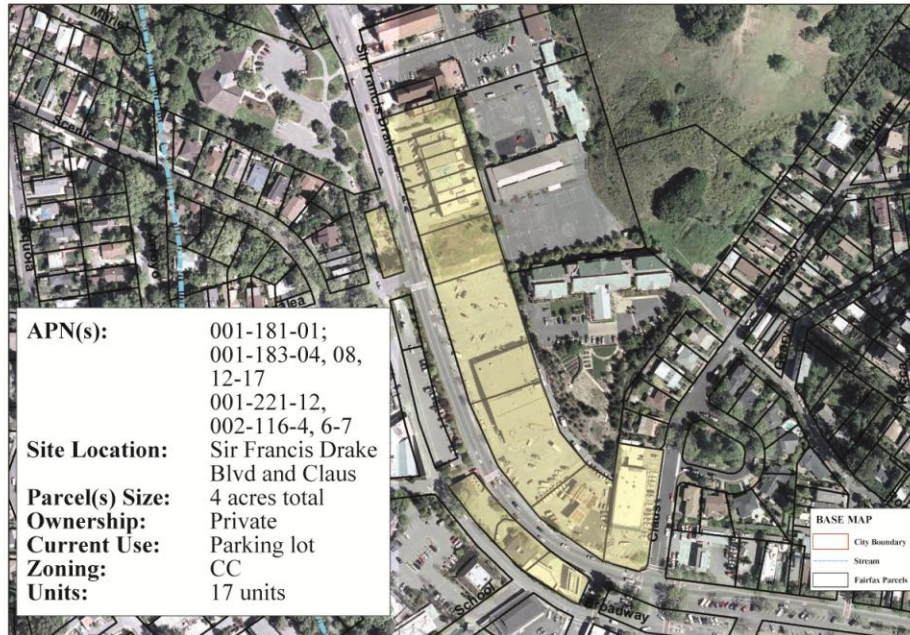 Scenic
Sir Francis Drake
Claus
School
Broadway
APN(s): 001-181-01;
001-183-04, 08,
12-17
001-221-12,
002-116-4, 6-7
Site Location: Sir Francis Drake
Blvd and Claus
Parcel(s) Size: 4 acres total
Ownership: Private
Current Use: Parking lot
Zoning: CC
Units: 17 units
BASE MAP
City Boundary
Stream
Fairfax Parcels